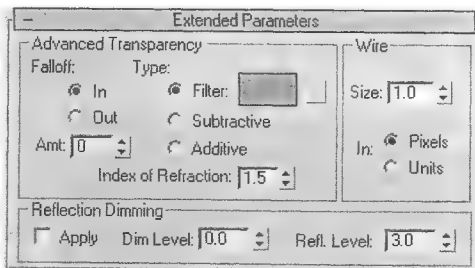 Extended Parameters
Advanced Transparency
Wire
Falloff: Type:
In Filter:
Size: 1.0
Out Subtractive
Amt: 0 Additive
In: Pixels
Units
Index of Refraction: 1.5
Reflection Dimming
Apply Dim Level: 0.0 Refl. Level: 3.0